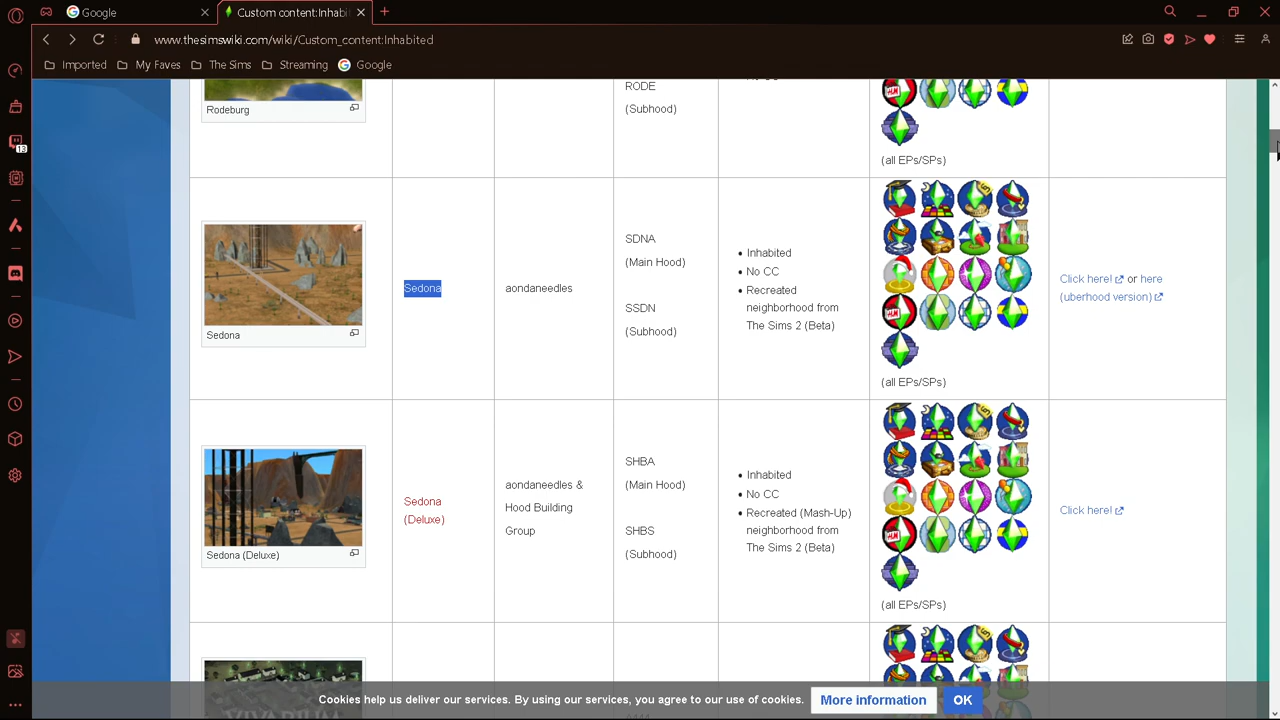 Google
Custom content:Inhabi
www.thesimswiki.com/wiki/Custom_content:Inhabited
Imported
My Faves
The Sims
Streaming
Google
13
Rodeburg
RODE
(Subhood)
(all EPs/SPs)
Sedona
Sedona
aondaneedles
SDNA
(Main Hood)
SSDN
(Subhood)
Inhabited
No CC
Recreated
neighborhood from
The Sims 2 (Beta)
(all EPs/SPs)
Click here! or here
(uberhood version)
Sedona (Deluxe)
Sedona
(Deluxe)
aondaneedles &
Hood Building
Group
SHBA
(Main Hood)
SHBS
(Subhood)
Inhabited
No CC
Recreated (Mash-Up)
neighborhood from
The Sims 2 (Beta)
(all EPs/SPs)
Click here!
Cookies help us deliver our services. By using our services, you agree to our use of cookies.
More information
OK